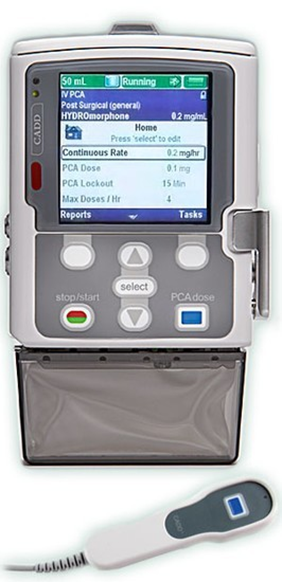 50 mL Running
IV PCA
Post Surgical (general)
HYDROmorphone 0.2 mg/mL
Home
Press 'select' to edit
Continuous Rate 0.2 mg/hr
PCA Dose 0.1 mg
PCA Lockout 15 Min
Max Doses / Hr 4
Reports Tasks
CADD
select
stop/start PCA dose
CADD